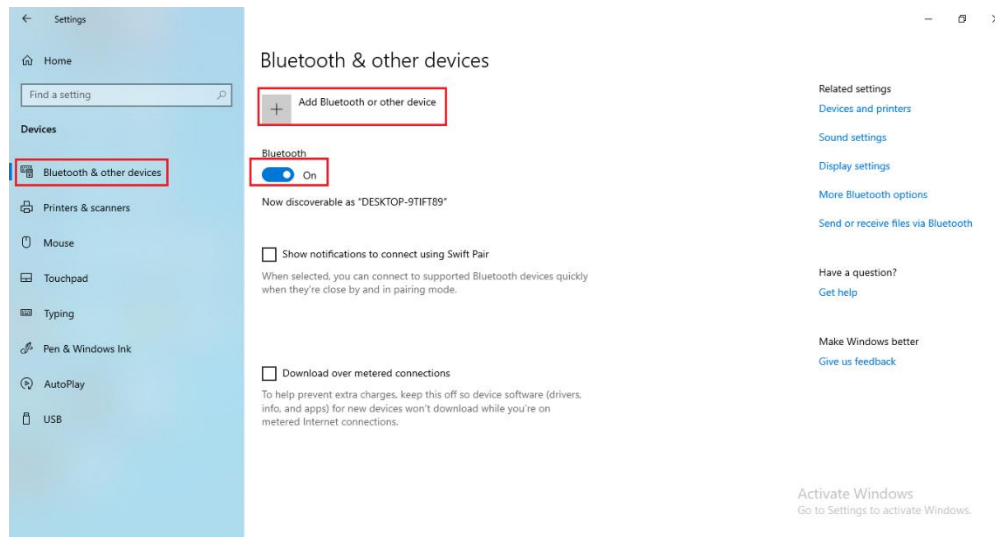 Settings
Home
Find a setting
Devices
Bluetooth & other devices
Printers & scanners
Mouse
Touchpad
Typing
Pen & Windows Ink
AutoPlay
USB
Bluetooth & other devices
Add Bluetooth or other device
Bluetooth
On
Now discoverable as "DESKTOP-9TIFT89"
Show notifications to connect using Swift Pair
When selected, you can connect to supported Bluetooth devices quickly
when they're close by and in pairing mode.
Download over metered connections
To help prevent extra charges, keep this off so device software (drivers,
info, and apps) for new devices won't download while you're on
metered Internet connections.
Related settings
Devices and printers
Sound settings
Display settings
More Bluetooth options
Send or receive files via Bluetooth
Have a question?
Get help
Make Windows better
Give us feedback
Activate Windows
Go to Settings to activate Windows.